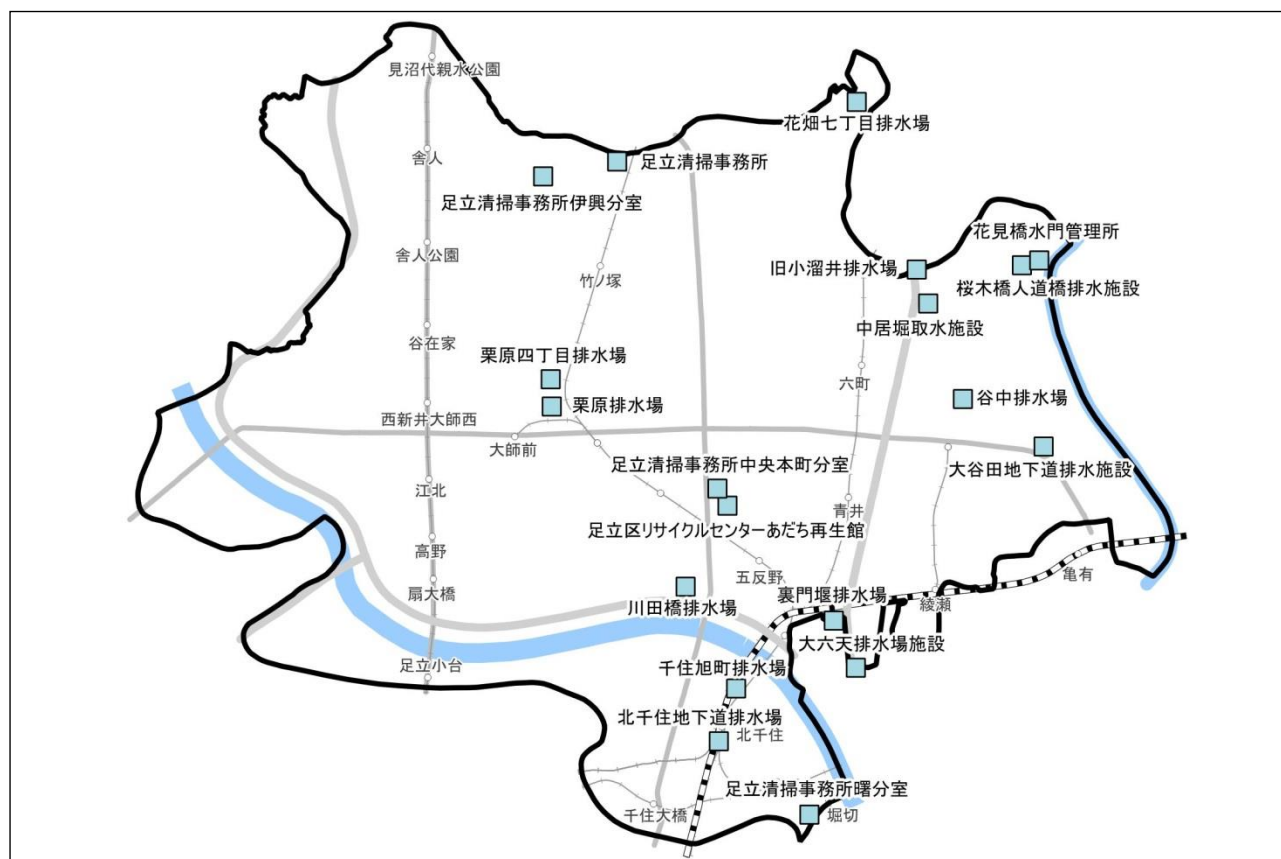 見沼代親水公園
花畑七丁目排水場
舎人
足立清掃事務所
足立清掃事務所伊興分室
花見橋水門管理所
舎人公園
竹ノ塚
旧小溜井排水場
桜木橋人道橋排水施設
中居堀取水施設
谷在家
栗原四丁目排水場
六町
栗原排水場
谷中排水場
西新井大師西
大師前
足立清掃事務所中央本町分室
大谷田地下道排水施設
江北
青井
足立区リサイクルセンターあだち再生館
高野
五反野
亀有
扇大橋
裏門堰排水場
綾瀬
川田橋排水場
大六天排水場施設
足立小台
千住旭町排水場
北千住地下道排水場
北千住
足立清掃事務所曙分室
千住大橋
堀切